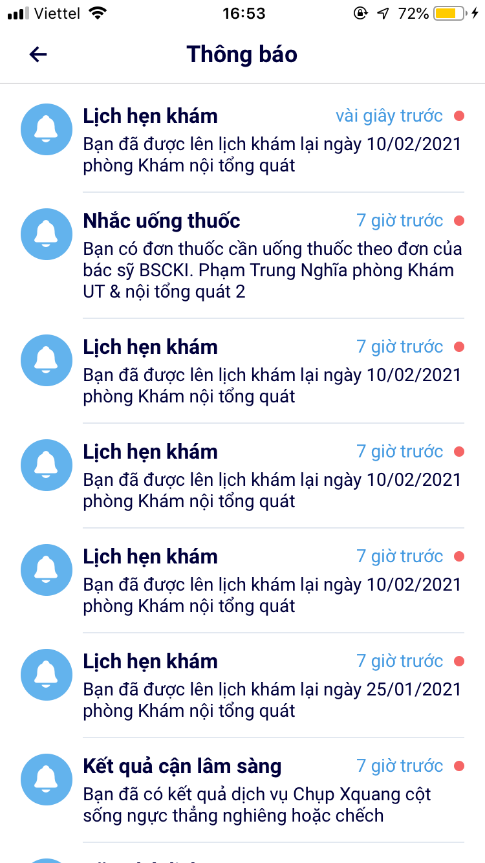 Viettel 16:53 72%
Thông báo
Lịch hẹn khám vài giây trước
Bạn đã được lên lịch khám lại ngày 10/02/2021
phòng Khám nội tổng quát
Nhắc uống thuốc 7 giờ trước
Bạn có đơn thuốc cần uống thuốc theo đơn của
bác sỹ BSCKI. Phạm Trung Nghĩa phòng Khám
UT & nội tổng quát 2
Lịch hẹn khám 7 giờ trước
Bạn đã được lên lịch khám lại ngày 10/02/2021
phòng Khám nội tổng quát
Lịch hẹn khám 7 giờ trước
Bạn đã được lên lịch khám lại ngày 10/02/2021
phòng Khám nội tổng quát
Lịch hẹn khám 7 giờ trước
Bạn đã được lên lịch khám lại ngày 10/02/2021
phòng Khám nội tổng quát
Lịch hẹn khám 7 giờ trước
Bạn đã được lên lịch khám lại ngày 25/01/2021
phòng Khám nội tổng quát
Kết quả cận lâm sàng 7 giờ trước
Bạn đã có kết quả dịch vụ Chụp Xquang cột
sống ngực thẳng nghiêng hoặc chếch